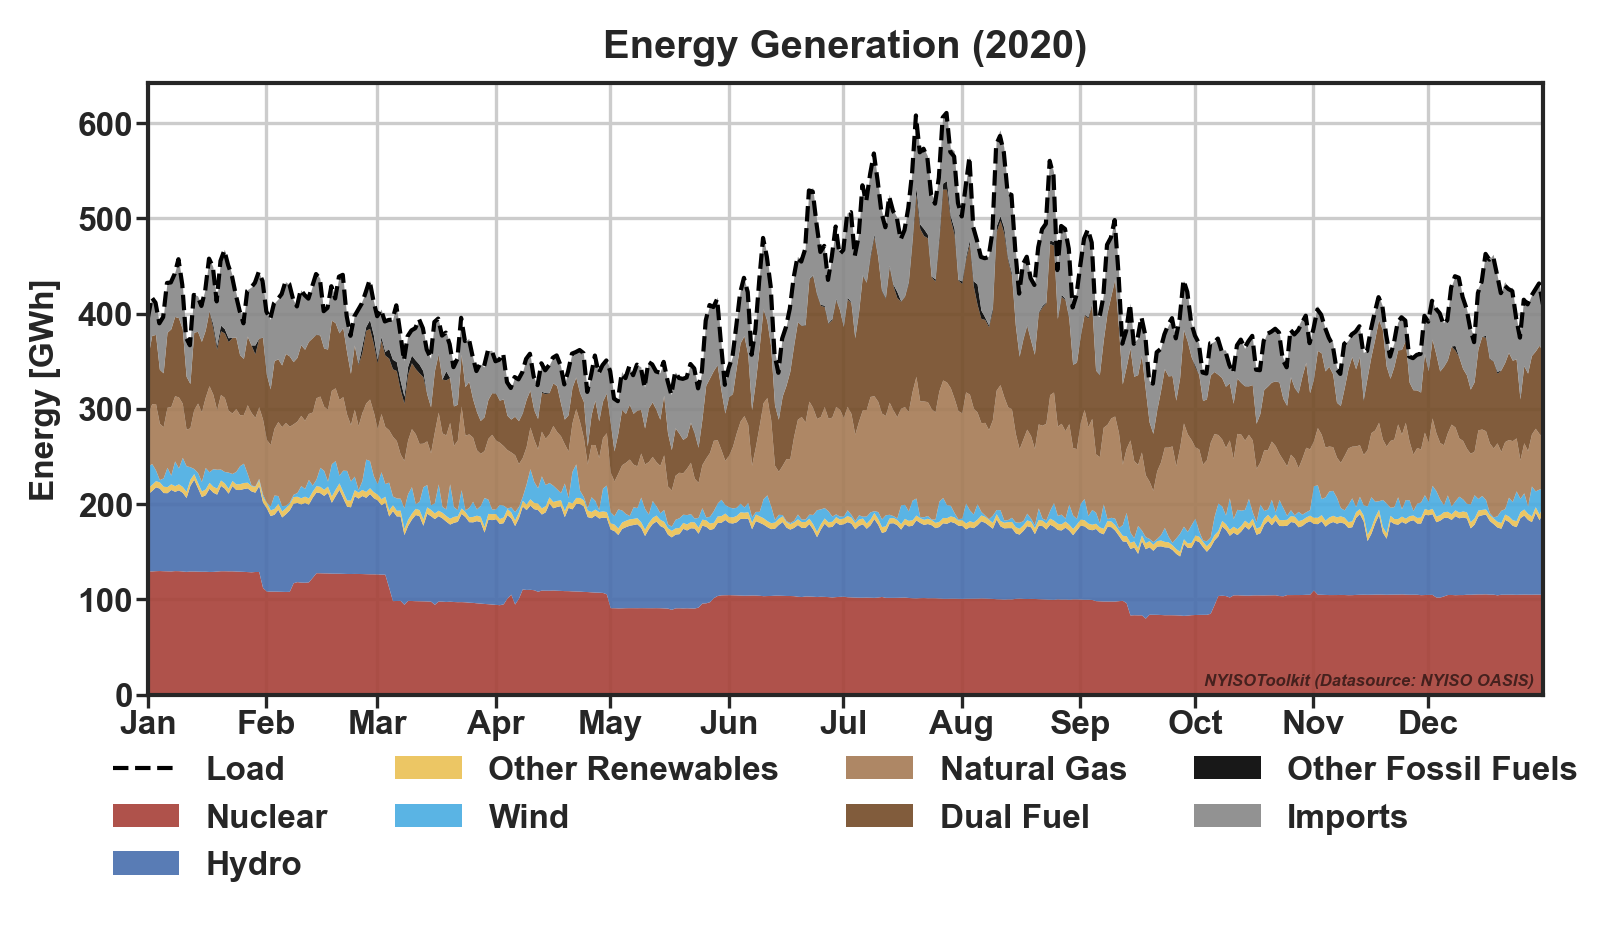 Energy Generation (2020)
Energy [GWh]
600
500
400
300
200
100
0
NYISOToolkit (Datasource: NYISO OASIS)
Jan Feb Mar Apr May Jun Jul Aug Sep Oct Nov Dec
Load Other Renewables Natural Gas Other Fossil Fuels
Nuclear Wind Dual Fuel Imports
Hydro